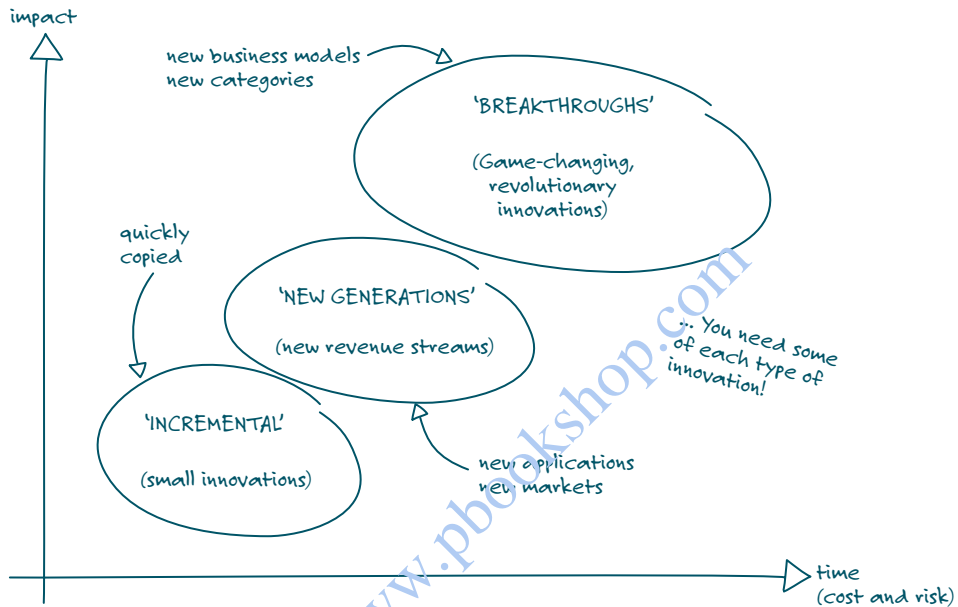 impact
new business models
new categories
'BREAKTHROUGHS'
(Game-changing,
revolutionary
innovations)
quickly
copied
'NEW GENERATIONS'
(new revenue streams)
... You need some
of each type of
innovation!
'INCREMENTAL'
(small innovations)
new applications
new markets
time
(cost and risk)
www.pbookshop.com